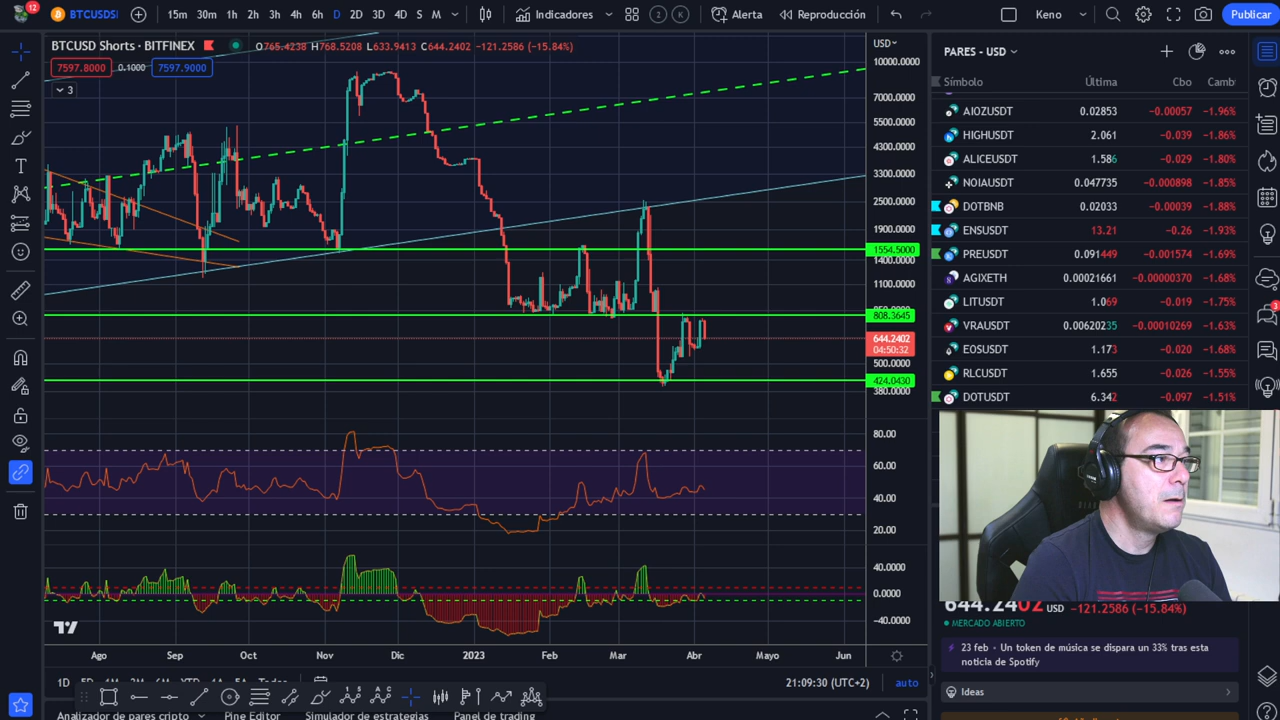 12
BTCUSDSI
15m 30m 1h 2h 3h 4h 6h D 2D 3D 4D S M
Indicadores
2 K
Alerta
Reproducción
Keno
Publicar
BTCUSD Shorts · BITFINEX
O765.4238 H768.5208 L633.9413 C644.2402 −121.2586 (−15.84%)
7597.8000 0.1000 7597.9000
3
USD
10000.0000
7000.0000
5500.0000
4300.0000
3300.0000
2500.0000
1900.0000
1554.5000
1400.0000
1100.0000
808.3645
644.2402
04:50:32
500.0000
424.0430
380.0000
80.00
60.00
40.00
20.00
40.0000
0.0000
−40.0000
Ago Sep Oct Nov Dic 2023 Feb Mar Abr Mayo Jun
21:09:30 (UTC+2) auto
Analizador de pares cripto Pine Editor Simulador de estrategias Panel de trading
PARES - USD
Símbolo Última Cbo Camb
AIOZUSDT 0.02853 −0.00057 −1.96%
HIGHUSDT 2.061 −0.039 −1.86%
ALICEUSDT 1.586 −0.029 −1.80%
NOIAUSDT 0.047735 −0.000898 −1.85%
DOTBNB 0.02033 −0.00039 −1.88%
ENSUSDT 13.21 −0.26 −1.93%
PREUSDT 0.091449 −0.001574 −1.69%
AGIXETH 0.00021661 −0.00000370 −1.68%
LITUSDT 1.069 −0.019 −1.75%
VRAUSDT 0.00620235 −0.00010269 −1.63%
EOSUSDT 1.173 −0.020 −1.68%
RLCUSDT 1.655 −0.026 −1.55%
DOTUSDT 6.342 −0.097 −1.51%
644.2402 USD −121.2586 (−15.84%)
MERCADO ABIERTO
23 feb · Un token de música se dispara un 33% tras esta
noticia de Spotify
Ideas
3